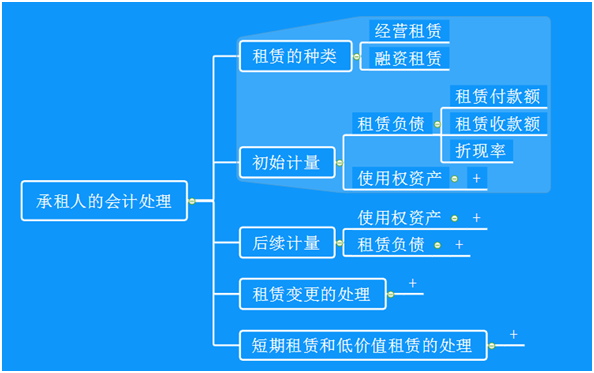 经营租赁
租赁的种类
融资租赁
租赁付款额
租赁负债
租赁收款额
初始计量
折现率
使用权资产 +
承租人的会计处理
使用权资产 +
后续计量
租赁负债 +
租赁变更的处理 +
短期租赁和低价值租赁的处理 +